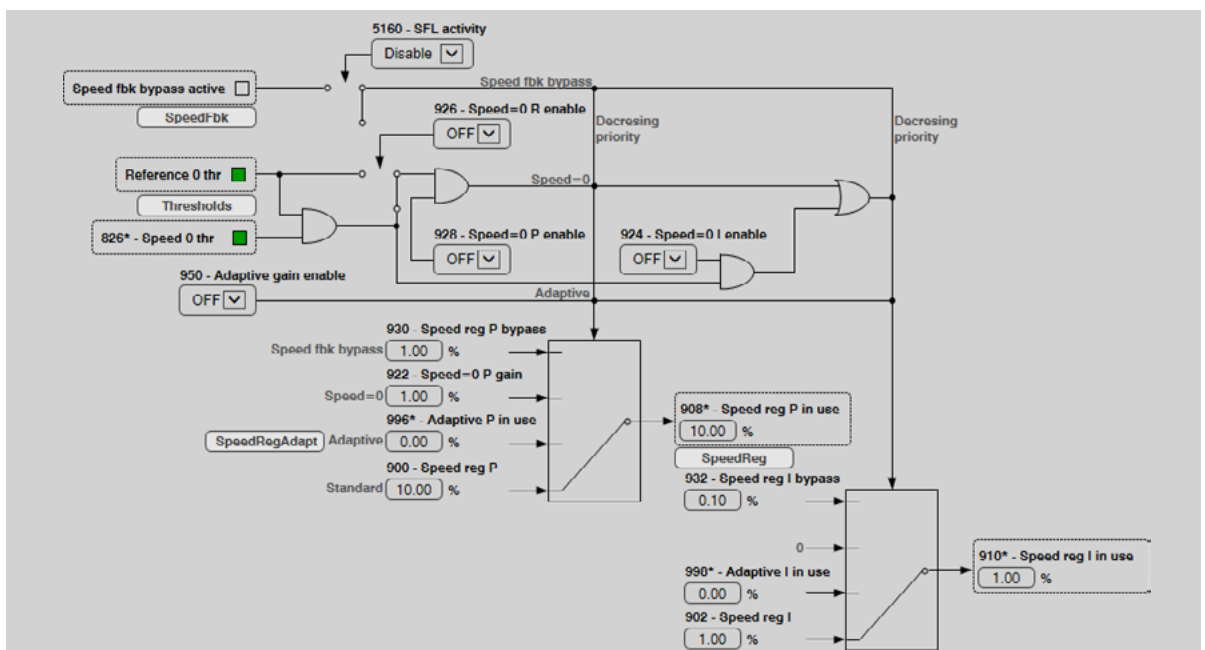 5160 - SFL activity
Disable
Speed fbk bypass active
Speed fbk bypass
SpeedFbk
926 - Speed=0 R enable
OFF
Decresing
priority
Decresing
priority
Reference 0 thr
Speed=0
Thresholds
826* - Speed 0 thr
928 - Speed=0 P enable
OFF
924 - Speed=0 I enable
OFF
950 - Adaptive gain enable
OFF
Adaptive
930 - Speed reg P bypass
Speed fbk bypass 1.00 %
922 - Speed=0 P gain
Speed=0 1.00 %
996* - Adaptive P in use
SpeedRegAdapt Adaptive 0.00 %
900 - Speed reg P
Standard 10.00 %
908* - Speed reg P in use
10.00 %
SpeedReg
932 - Speed reg I bypass
0.10 %
0
998* - Adaptive I in use
0.00 %
902 - Speed reg I
1.00 %
910* - Speed reg I in use
1.00 %